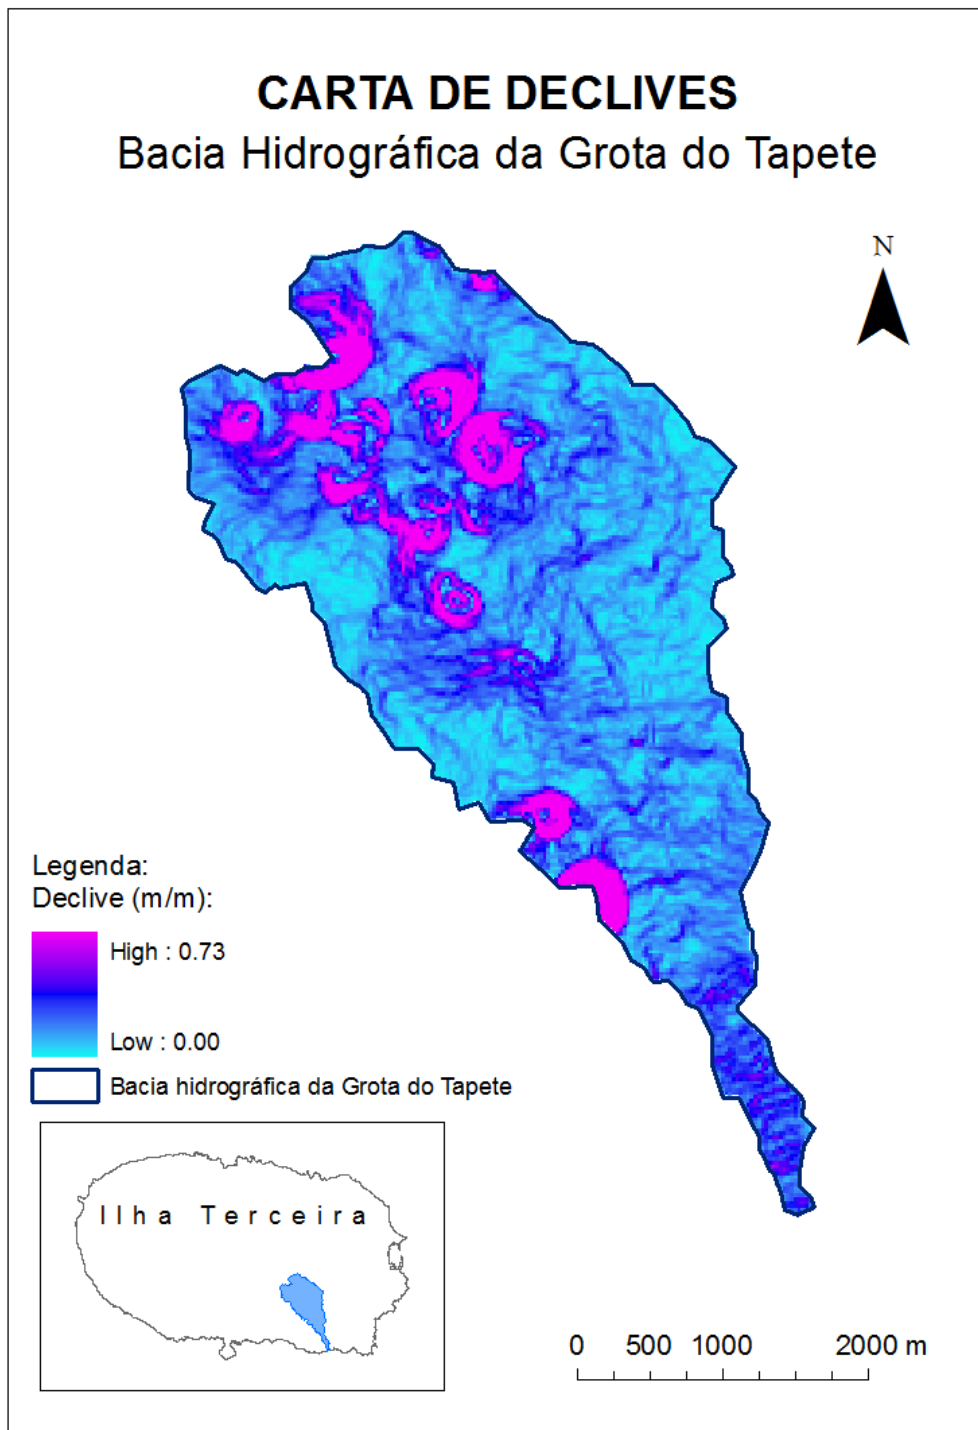 CARTA DE DECLIVES
Bacia Hidrográfica da Grota do Tapete
N
Legenda:
Declive (m/m):
High : 0.73
Low : 0.00
Bacia hidrográfica da Grota do Tapete
Ilha Terceira
0 500 1000 2000 m